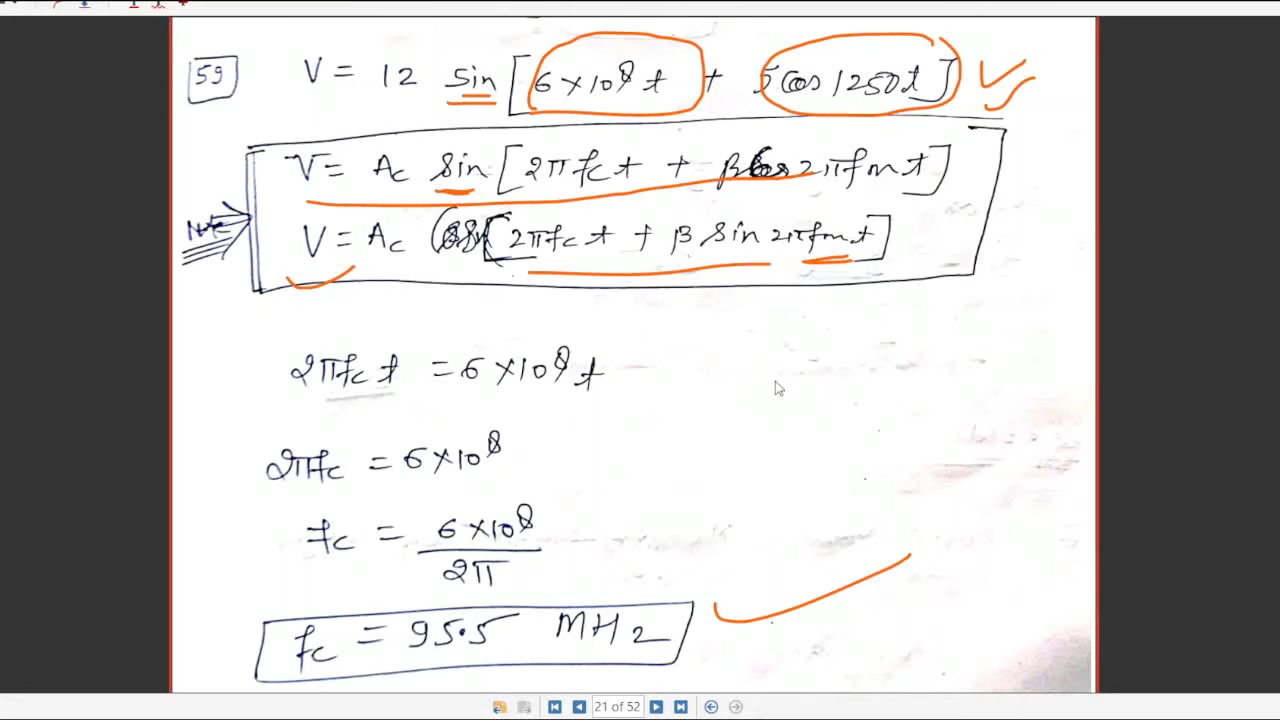 59 V = 12 sin [6×10⁸t + 5 cos 1250t]
V = Ac sin [2πfct + β cos 2πfmt]
Note V = Ac [2πfct + β sin 2πfmt]
2πfct = 6×10⁸t
2πfc = 6×10⁸
fc = 6×10⁸
2π
fc = 95.5 MHz
21 of 52